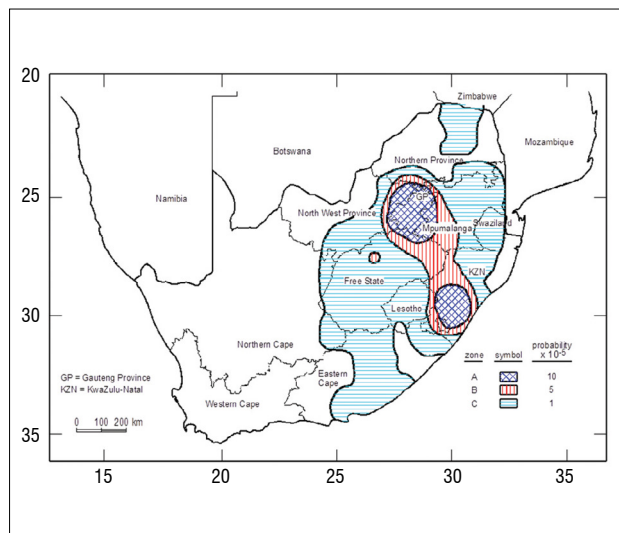 20
25
30
35
15
20
25
30
35
Zimbabwe
Botswana
Mozambique
Northern Province
Namibia
North West Province
GP
Mpumalanga
Swaziland
KZN
Free State
Lesotho
Northern Cape
Eastern
Cape
Western Cape
GP = Gauteng Province
KZN = KwaZulu-Natal
0 100 200 km
zone symbol probability
x 10-5
A 10
B 5
C 1